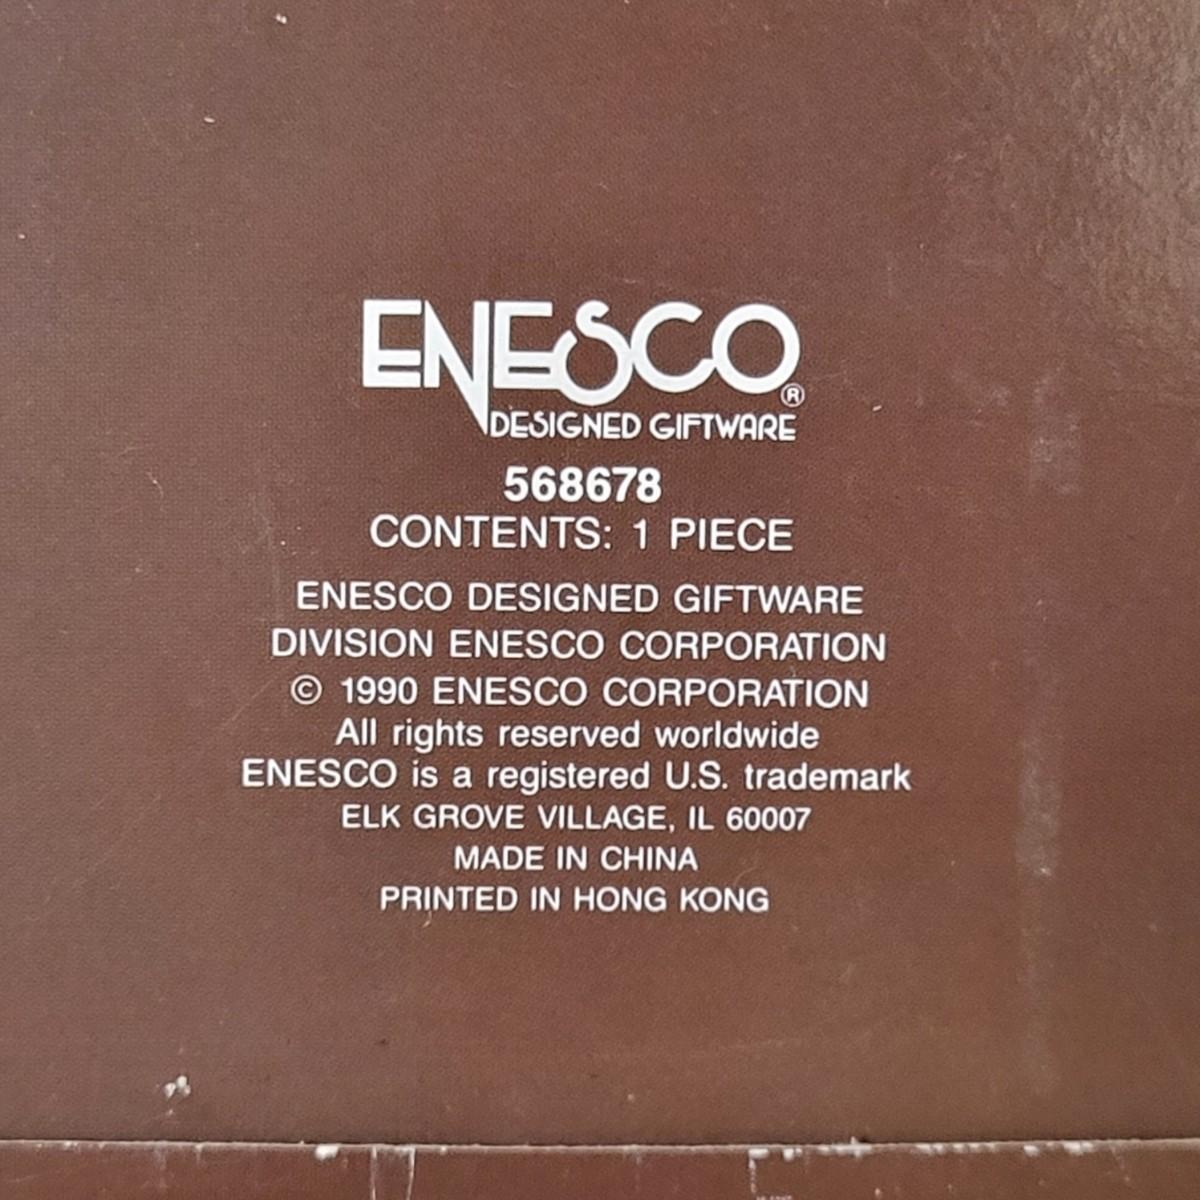 ENESCO®
DESIGNED GIFTWARE
568678
CONTENTS: 1 PIECE
ENESCO DESIGNED GIFTWARE
DIVISION ENESCO CORPORATION
© 1990 ENESCO CORPORATION
All rights reserved worldwide
ENESCO is a registered U.S. trademark
ELK GROVE VILLAGE, IL 60007
MADE IN CHINA
PRINTED IN HONG KONG